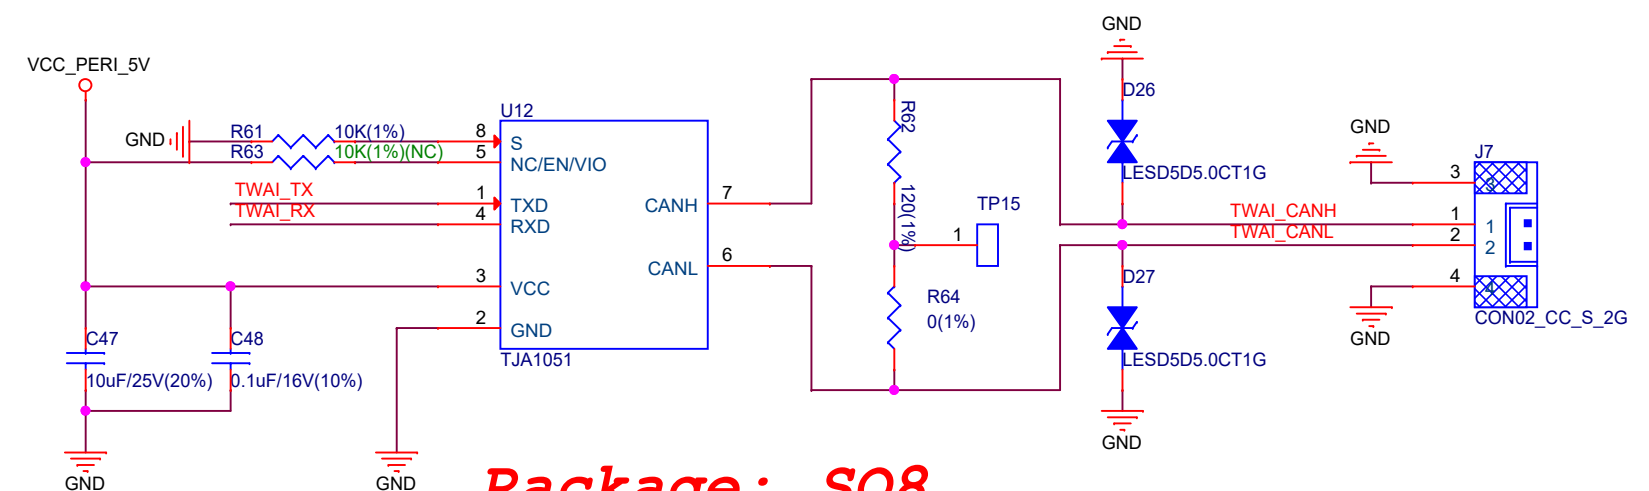 GND
VCC_PERI_5V
D26
U12
R62
GND
R61
10K(1%)
8
S
GND
R63
10K(1%)(NC)
5
NC/EN/VIO
J7
LESD5D5.0CT1G
3
3
TWAI_TX
1
TXD
CANH
7
120(1%)
TP15
TWAI_RX
4
RXD
TWAI_CANH
1
1
1
TWAI_CANL
2
2
CANL
6
D27
3
VCC
4
4
R64
0(1%)
2
GND
CON02_CC_S_2G
C47
C48
GND
TJA1051
LESD5D5.0CT1G
10uF/25V(20%)
0.1uF/16V(10%)
GND
GND
GND
Package: SO8